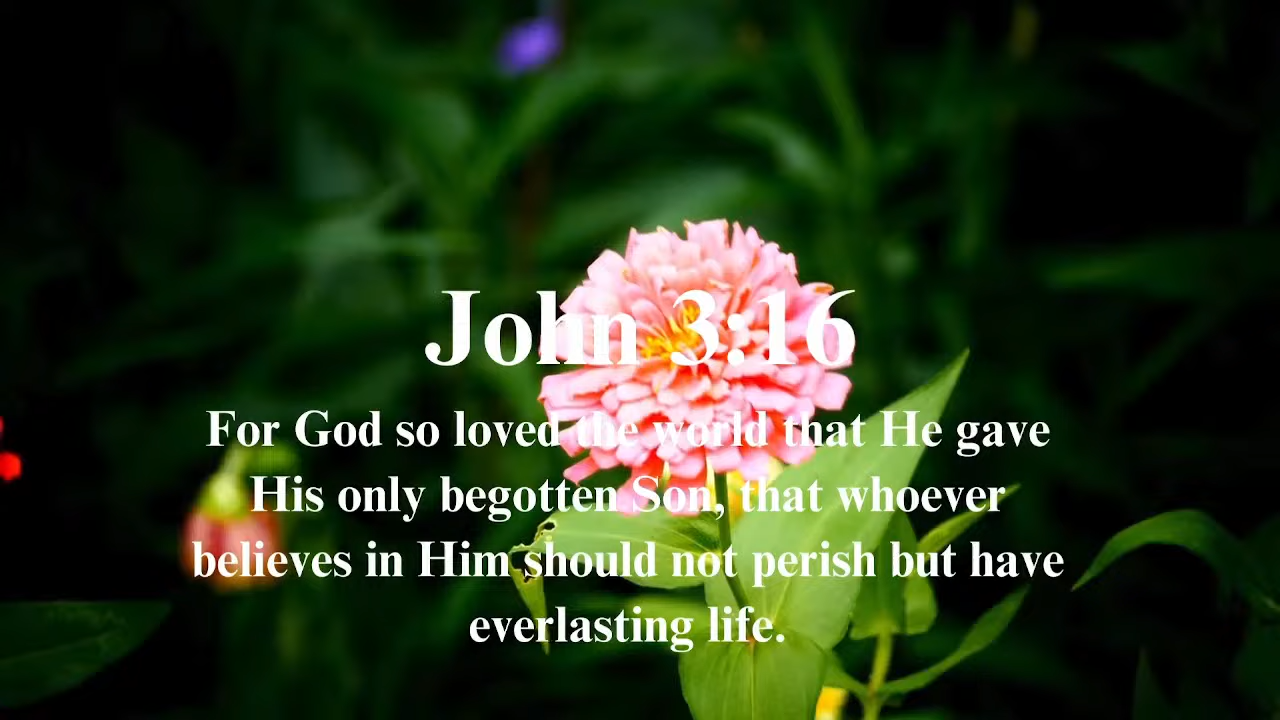 John 3:16
For God so loved the world that He gave
His only begotten Son, that whoever
believes in Him should not perish but have
everlasting life.